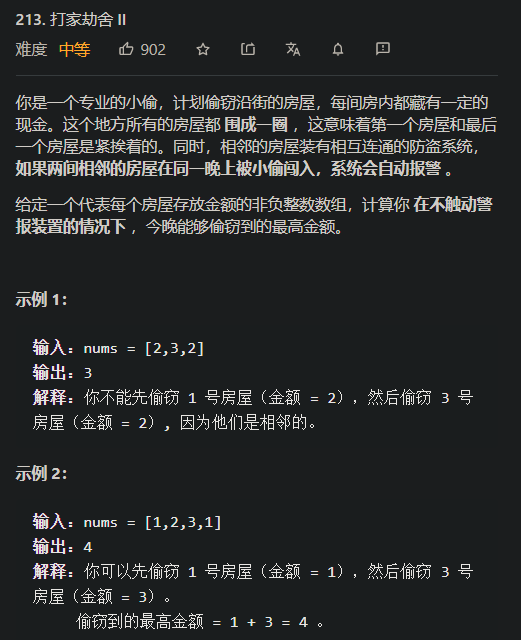 213. 打家劫舍 II
难度 中等 902
你是一个专业的小偷，计划偷窃沿街的房屋，每间房内都藏有一定的
现金。这个地方所有的房屋都 围成一圈 ，这意味着第一个房屋和最后
一个房屋是紧挨着的。同时，相邻的房屋装有相互连通的防盗系统，
如果两间相邻的房屋在同一晚上被小偷闯入，系统会自动报警 。
给定一个代表每个房屋存放金额的非负整数数组，计算你 在不触动警
报装置的情况下 ，今晚能够偷窃到的最高金额。
示例 1：
输入：nums = [2,3,2]
输出：3
解释：你不能先偷窃 1 号房屋（金额 = 2），然后偷窃 3 号
房屋（金额 = 2）, 因为他们是相邻的。
示例 2：
输入：nums = [1,2,3,1]
输出：4
解释：你可以先偷窃 1 号房屋（金额 = 1），然后偷窃 3 号
房屋（金额 = 3）。
偷窃到的最高金额 = 1 + 3 = 4 。